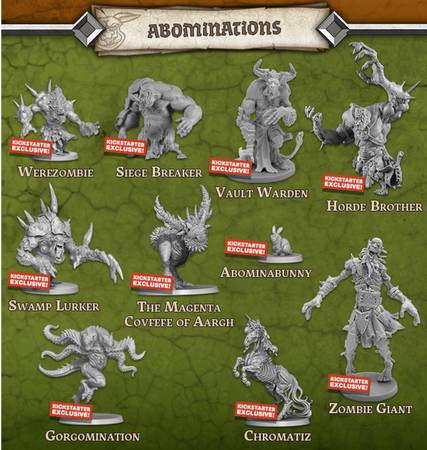 ABOMINATIONS
KICKSTARTER
EXCLUSIVE!
WEREZOMBIE
KICKSTARTER
EXCLUSIVE!
SIEGE BREAKER
KICKSTARTER
EXCLUSIVE!
VAULT WARDEN
KICKSTARTER
EXCLUSIVE!
HORDE BROTHER
KICKSTARTER
EXCLUSIVE!
SWAMP LURKER
KICKSTARTER
EXCLUSIVE!
THE MAGENTA
COVFEFE OF AARGH
KICKSTARTER
EXCLUSIVE!
ABOMINABUNNY
KICKSTARTER
EXCLUSIVE!
ZOMBIE GIANT
KICKSTARTER
EXCLUSIVE!
GORGOMINATION
KICKSTARTER
EXCLUSIVE!
CHROMATIZ